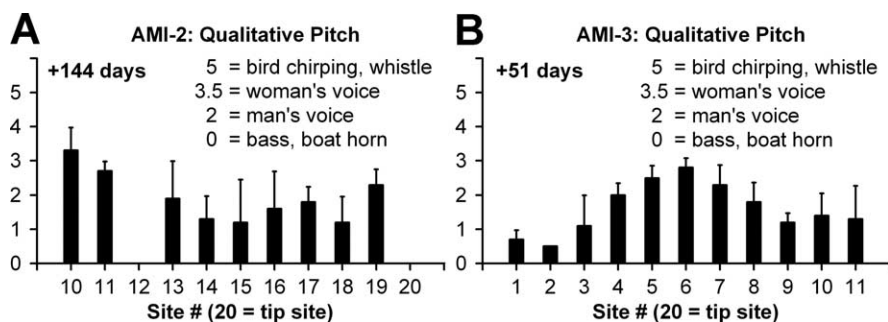 A
AMI-2: Qualitative Pitch
+144 days
5 = bird chirping, whistle
3.5 = woman's voice
2 = man's voice
0 = bass, boat horn
5
4
3
2
1
0
10 11 12 13 14 15 16 17 18 19 20
Site # (20 = tip site)
B
AMI-3: Qualitative Pitch
+51 days
5 = bird chirping, whistle
3.5 = woman's voice
2 = man's voice
0 = bass, boat horn
5
4
3
2
1
0
1 2 3 4 5 6 7 8 9 10 11
Site # (20 = tip site)